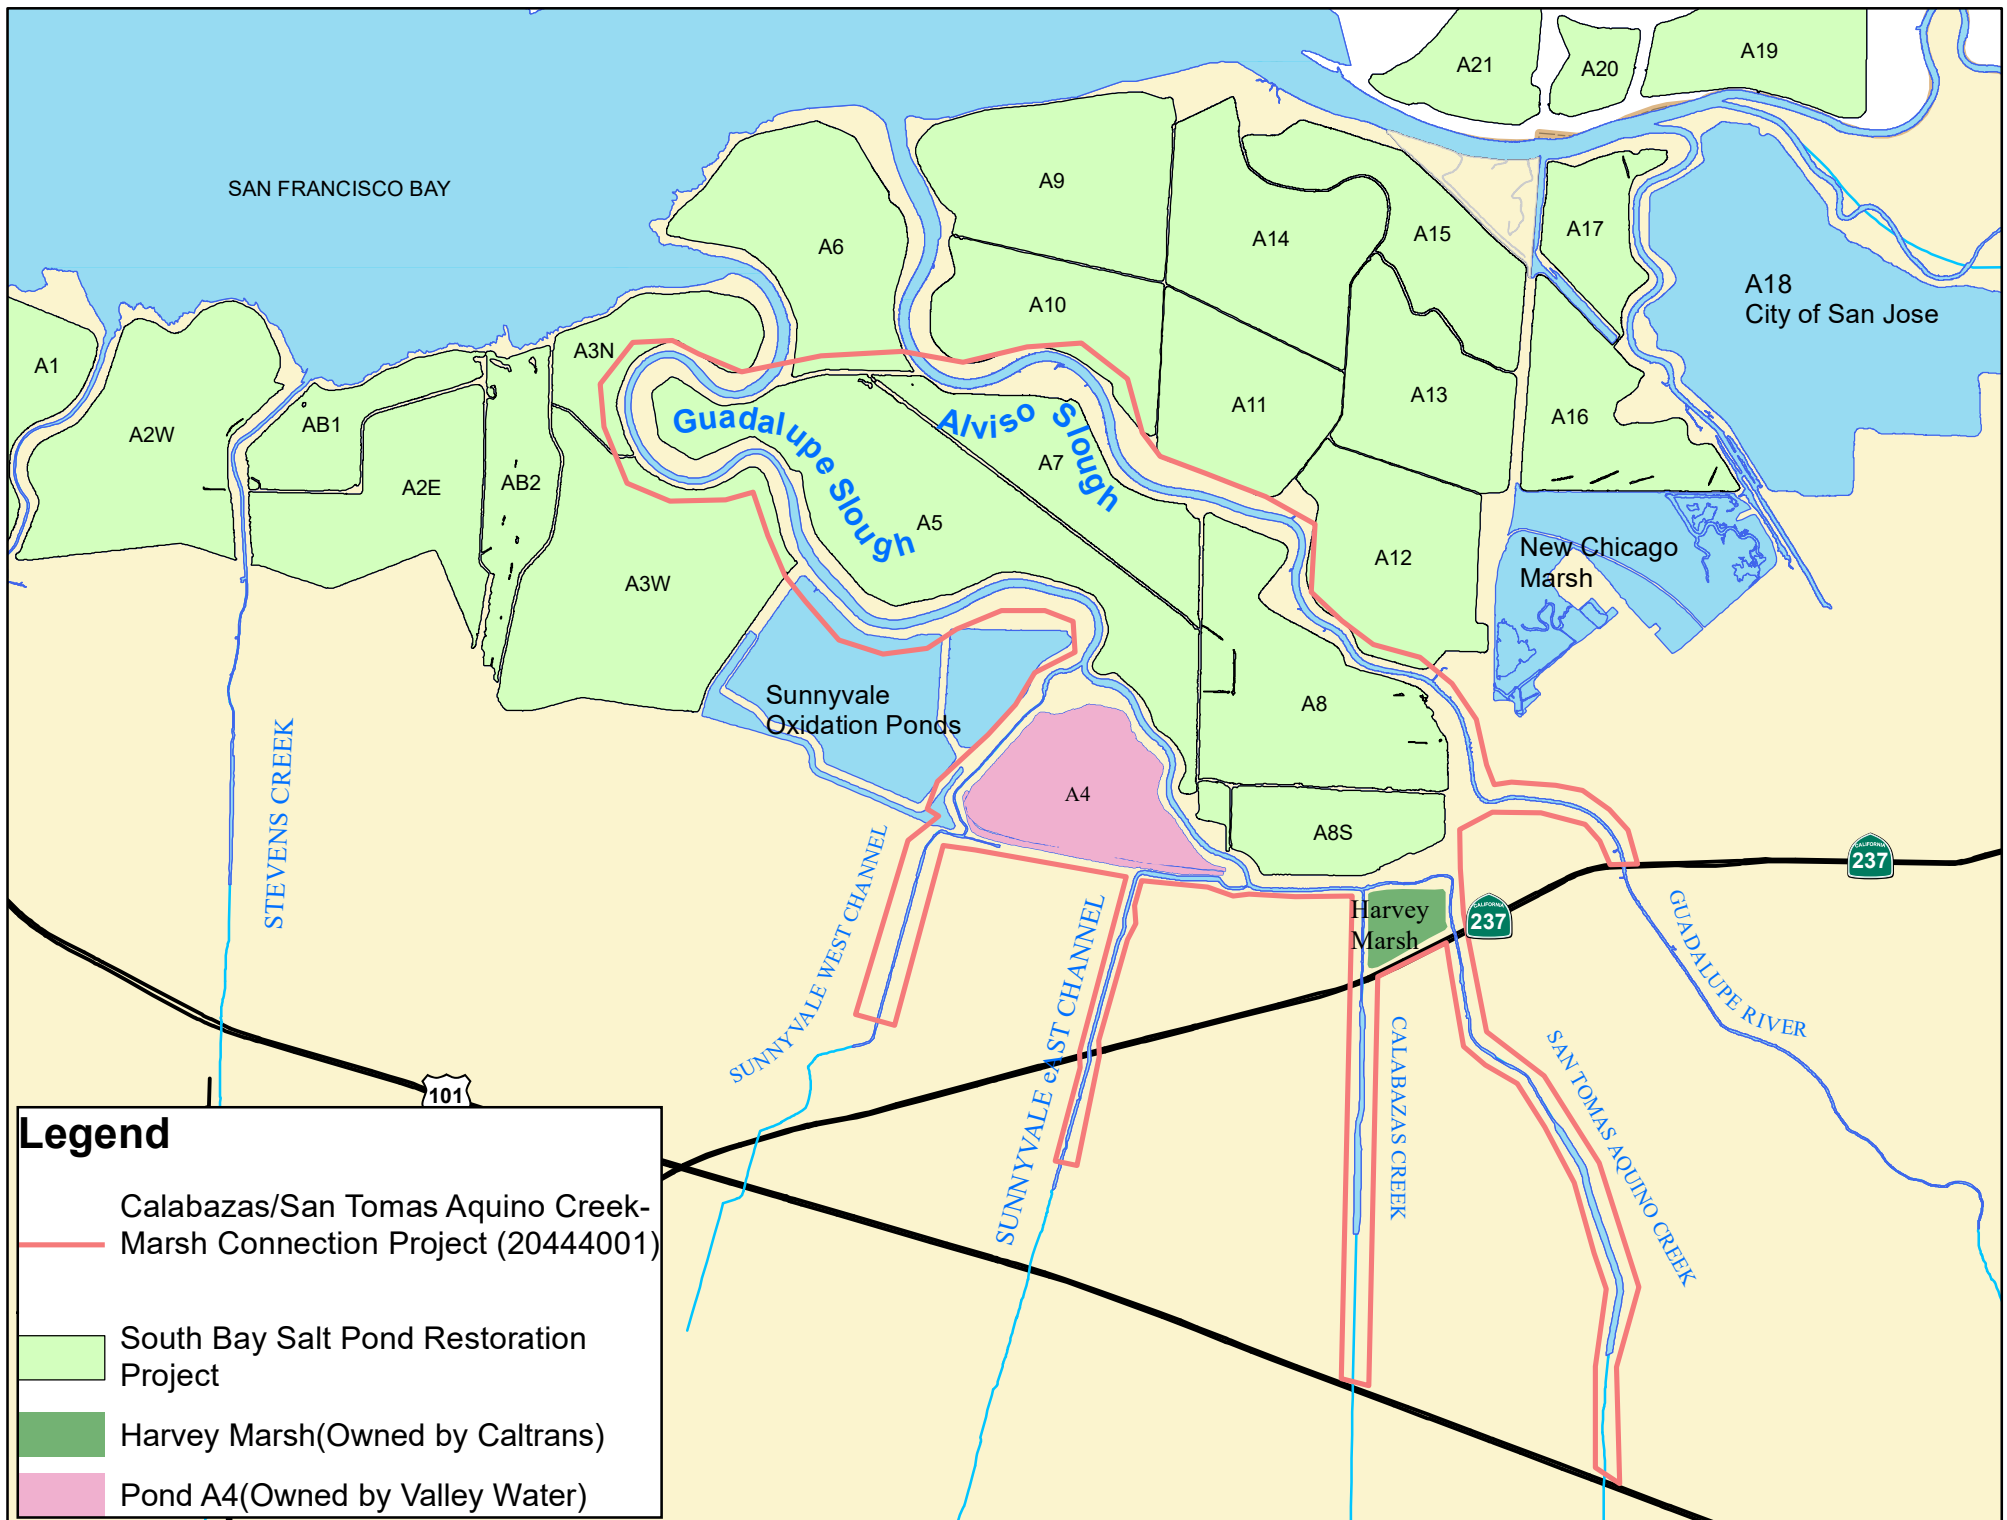 A21
A20
A19
SAN FRANCISCO BAY
A9
A6
A14
A15
A17
A18
City of San Jose
A10
A1
A3N
A2W
AB1
A2E
AB2
A11
A13
A16
Guadalupe Slough
Alviso Slough
A7
A5
A3W
A12
New Chicago
Marsh
Sunnyvale
Oxidation Ponds
A8
A4
A8S
STEVENS CREEK
SUNNYVALE WEST CHANNEL
SUNNYVALE eAST CHANNEL
Harvey
Marsh
CALIFORNIA
237
CALIFORNIA
237
GUADALUPE RIVER
CALABAZAS CREEK
SAN TOMAS AQUINO CREEK
101
Legend
Calabazas/San Tomas Aquino Creek-
Marsh Connection Project (20444001)
South Bay Salt Pond Restoration
Project
Harvey Marsh(Owned by Caltrans)
Pond A4(Owned by Valley Water)